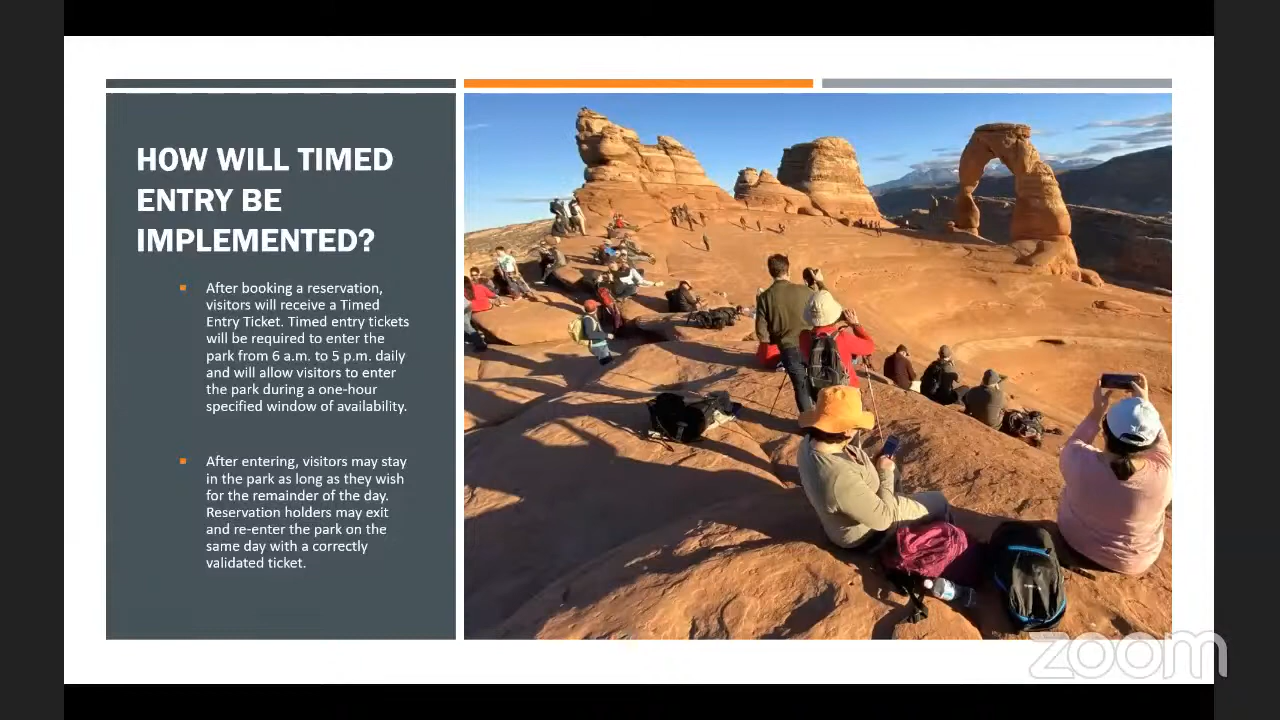 HOW WILL TIMED
ENTRY BE
IMPLEMENTED?
After booking a reservation,
visitors will receive a Timed
Entry Ticket. Timed entry tickets
will be required to enter the
park from 6 a.m. to 5 p.m. daily
and will allow visitors to enter
the park during a one-hour
specified window of availability.
After entering, visitors may stay
in the park as long as they wish
for the remainder of the day.
Reservation holders may exit
and re-enter the park on the
same day with a correctly
validated ticket.
zoom